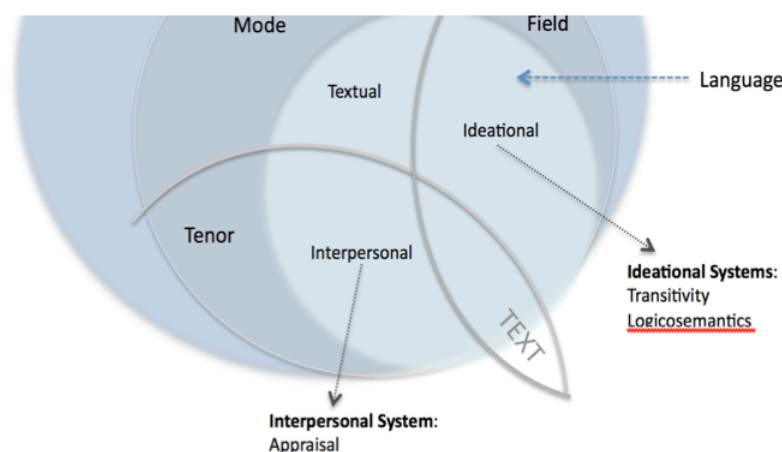 Mode
Field
Textual
Language
Ideational
Tenor
Interpersonal
Ideational Systems:
Transitivity
Logicosemantics
TEXT
Interpersonal System:
Appraisal